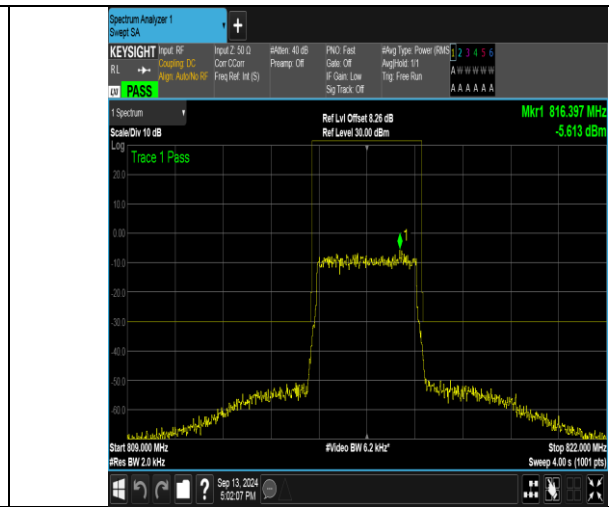 Spectrum Analyzer 1
Swept SA
+
KEYSIGHT Input: RF Input Z: 50 Ω #Atten: 40 dB PNO: Fast #Avg Type: Power (RMS 1 2 3 4 5 6
RL Coupling: DC Corr CCorr Preamp: Off Gate: Off Avg|Hold: 1/1 A W W W W W
Align: Auto/No RF Freq Ref: Int (S) IF Gain: Low Trig: Free Run
LXI PASS Sig Track: Off A A A A A A
1 Spectrum Ref Lvl Offset 8.26 dB Mkr1 816.397 MHz
Scale/Div 10 dB Ref Level 30.00 dBm -5.613 dBm
Log
Trace 1 Pass
20.0
10.0
0.00
1
-10.0
-20.0
-30.0
-40.0
-50.0
-60.0
Start 809.000 MHz #Video BW 6.2 kHz* Stop 822.000 MHz
#Res BW 2.0 kHz Sweep 4.00 s (1001 pts)
? Sep 13, 2024
5:02:07 PM